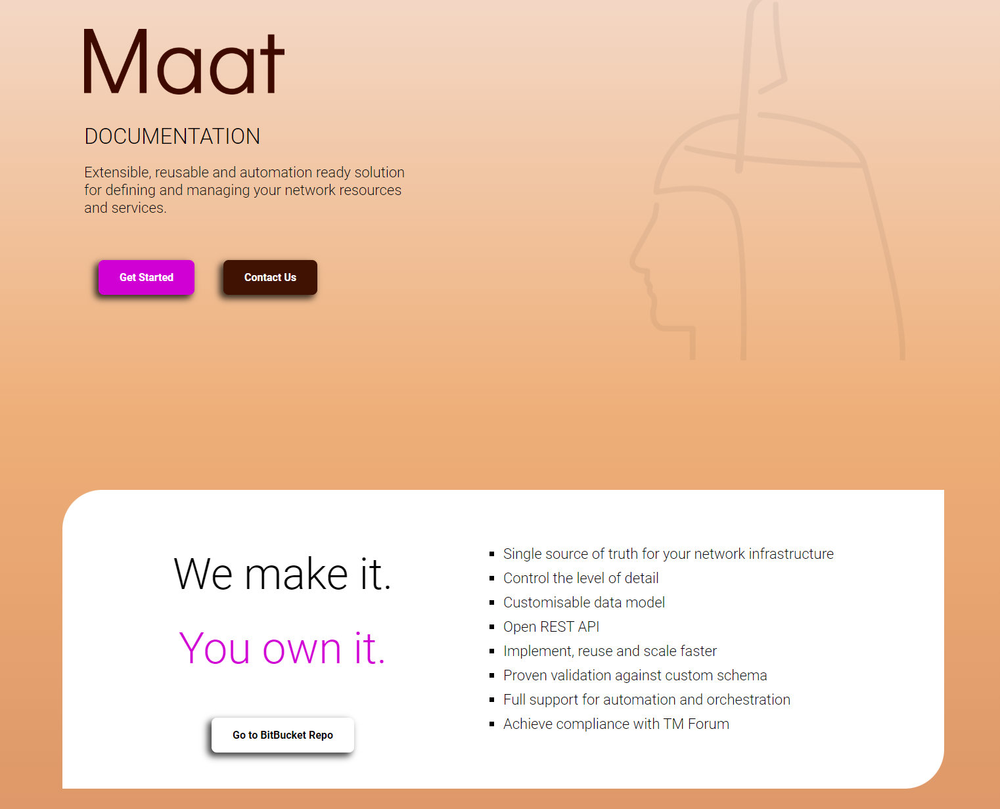 Maat
DOCUMENTATION
Extensible, reusable and automation ready solution
for defining and managing your network resources
and services.
Get Started
Contact Us
We make it.
You own it.
Go to BitBucket Repo
Single source of truth for your network infrastructure
Control the level of detail
Customisable data model
Open REST API
Implement, reuse and scale faster
Proven validation against custom schema
Full support for automation and orchestration
Achieve compliance with TM Forum